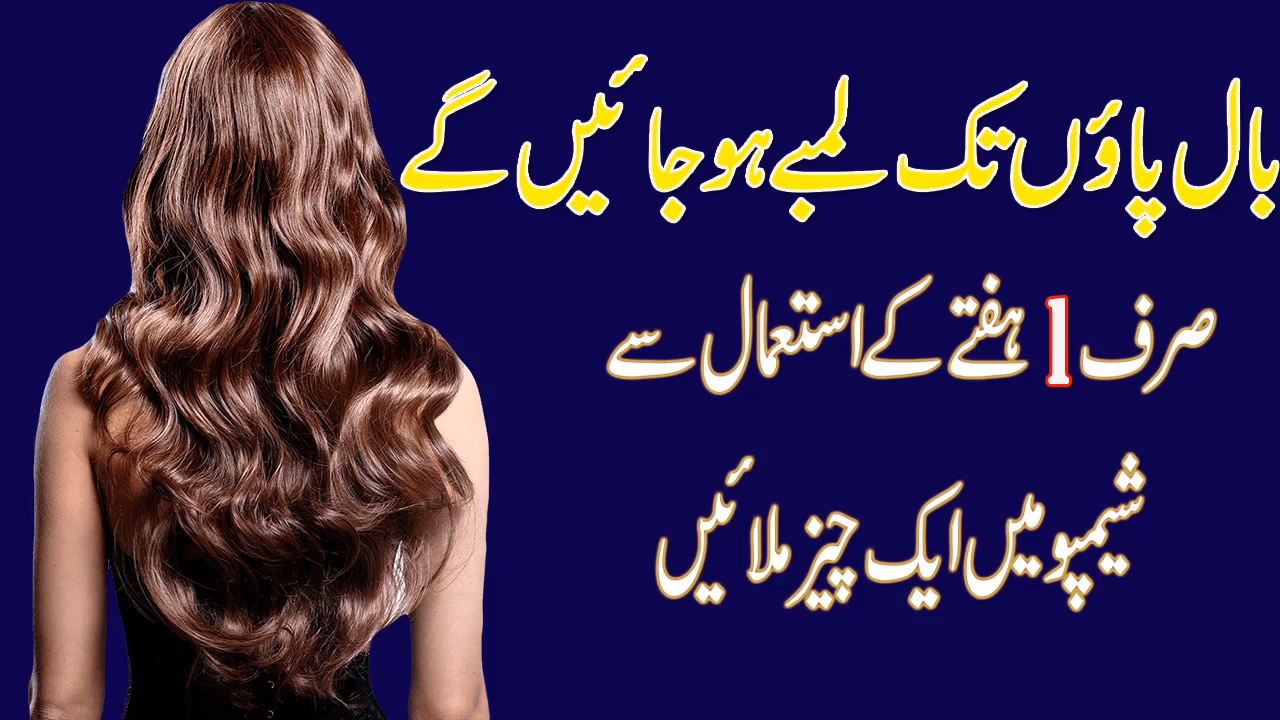 بال پاؤں تک لمبے ہو جائیں گے
صرف 1 ہفتے کے استعمال سے
شیمپو میں ایک چیز ملائیں